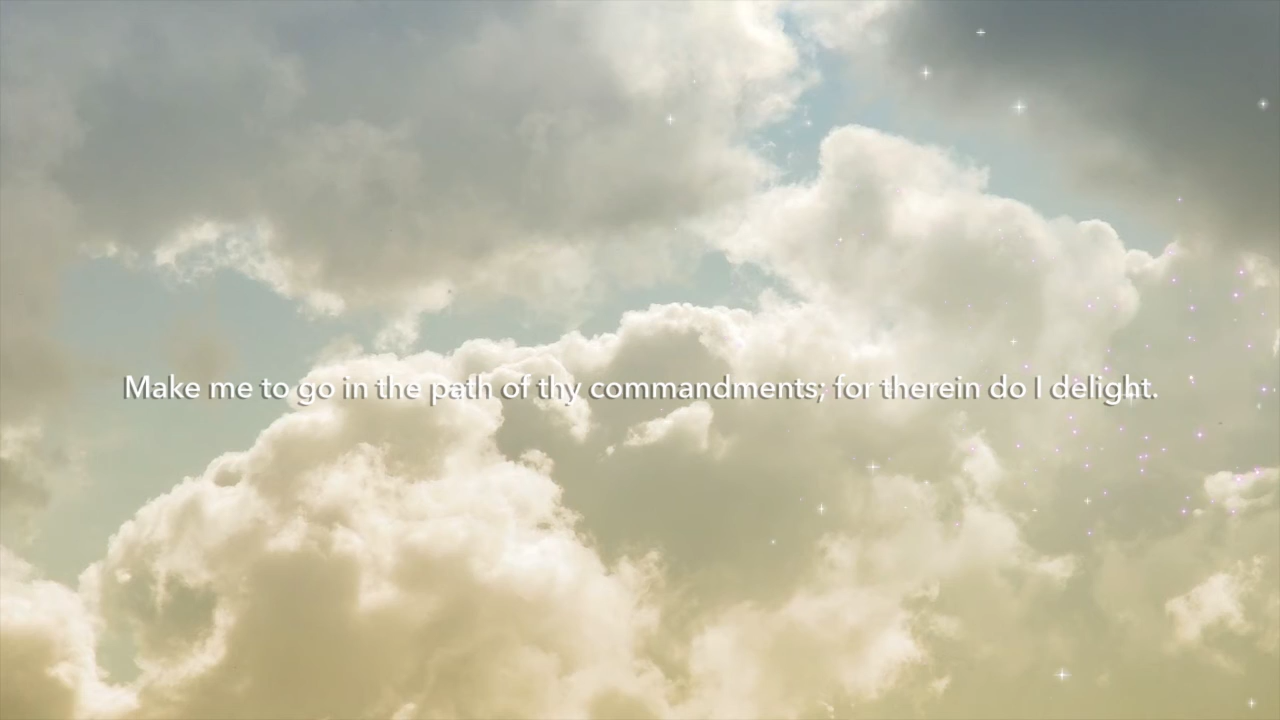 Make me to go in the path of thy commandments; for therein do I delight.